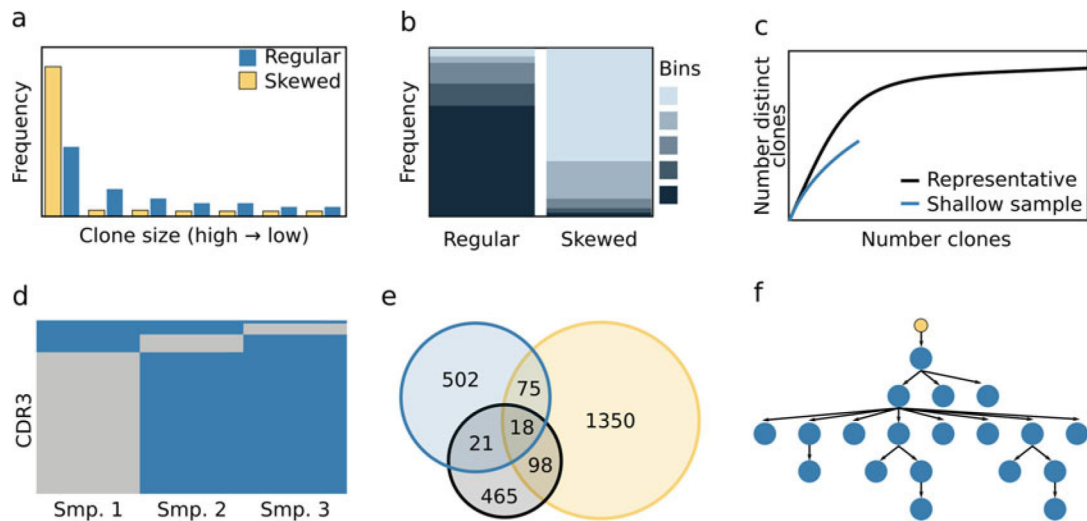 a
Regular
Skewed
Frequency
Clone size (high → low)
b
Bins
Frequency
Regular
Skewed
c
Number distinct
clones
Representative
Shallow sample
Number clones
d
CDR3
Smp. 1
Smp. 2
Smp. 3
e
502
75
1350
21
18
98
465
f